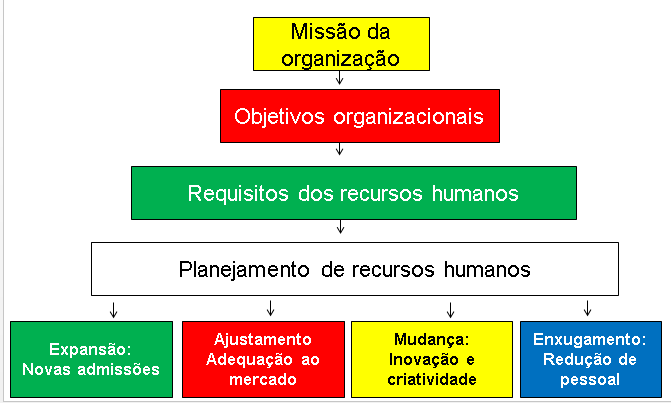 Missão da
organização
Objetivos organizacionais
Requisitos dos recursos humanos
Planejamento de recursos humanos
Expansão:
Novas admissões
Ajustamento
Adequação ao
mercado
Mudança:
Inovação e
criatividade
Enxugamento:
Redução de
pessoal